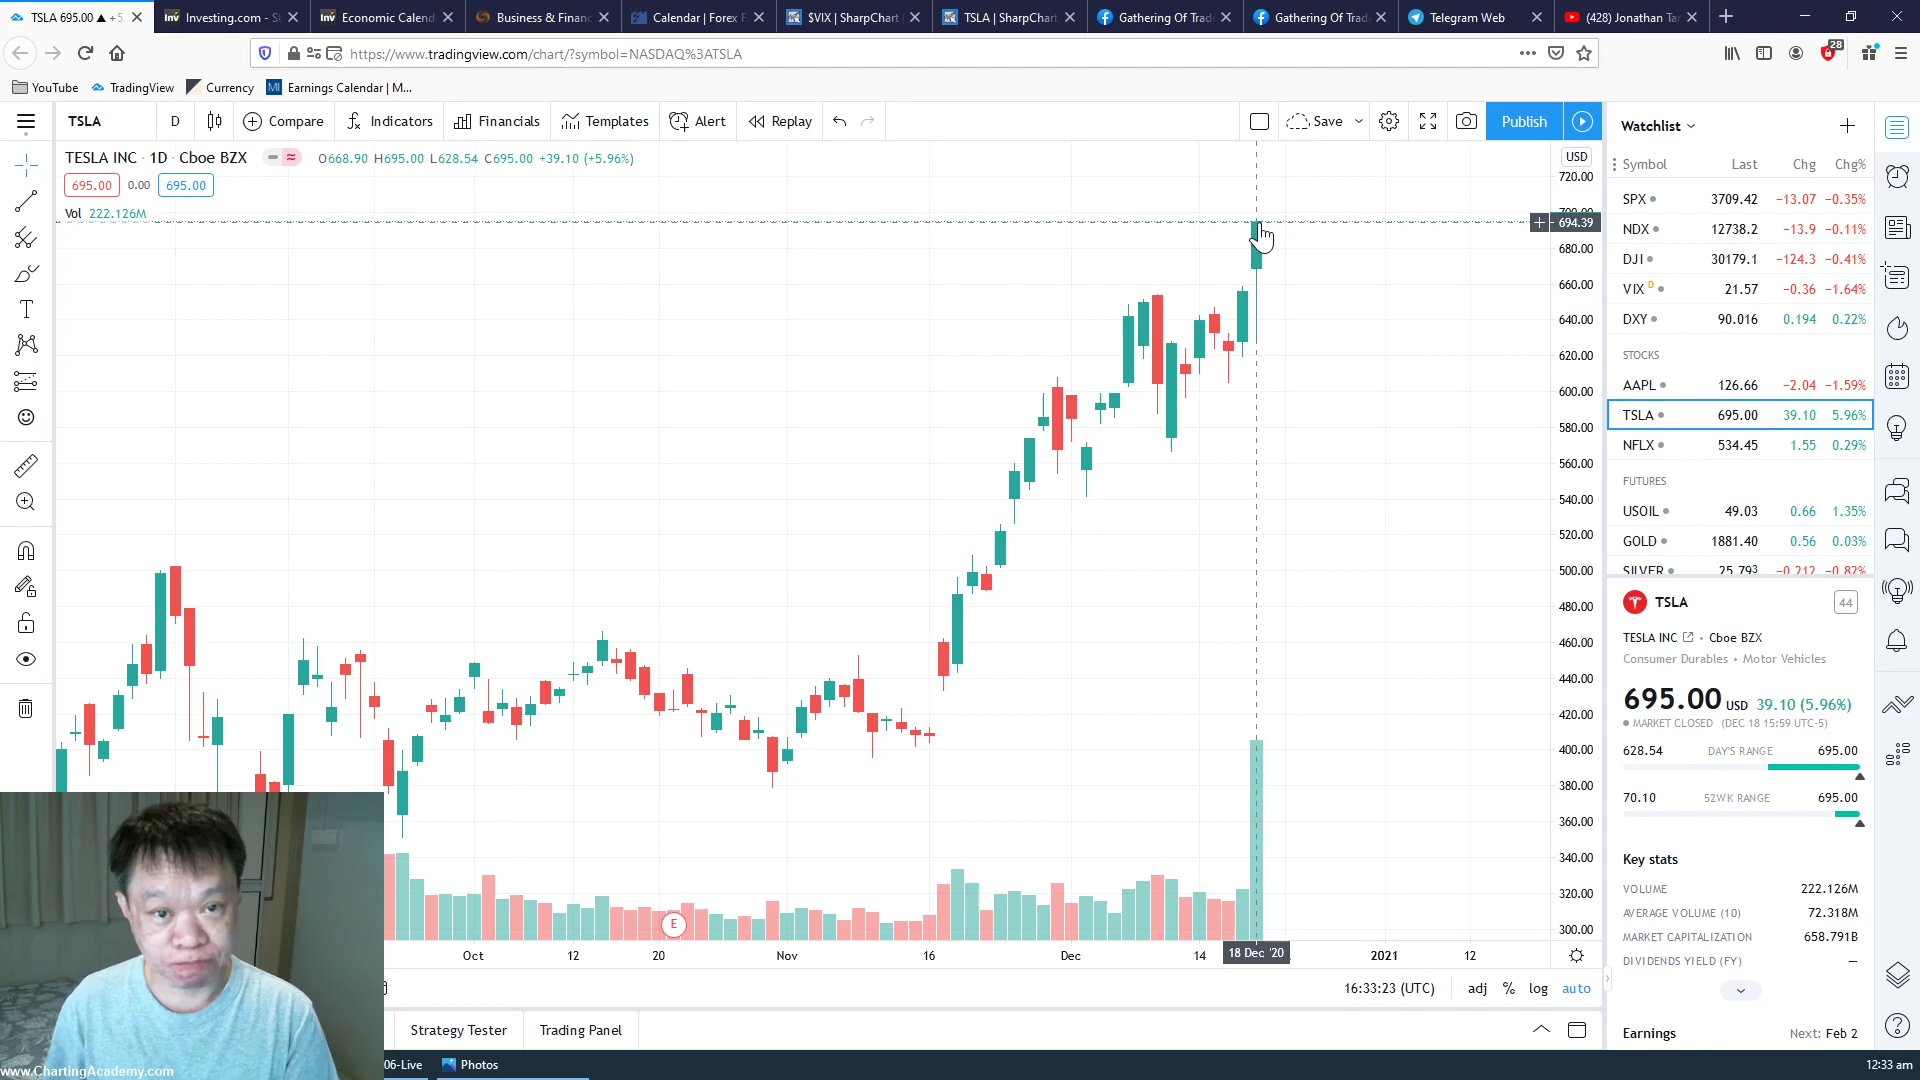 TSLA 695.00 ▲ +5.
Investing.com - St
Economic Calend
Business & Financ
Calendar | Forex F
$VIX | SharpChart
TSLA | SharpChart
Gathering Of Trad
Gathering Of Trad
Telegram Web
(428) Jonathan Tan
https://www.tradingview.com/chart/?symbol=NASDAQ%3ATSLA
28
YouTube TradingView Currency Earnings Calendar | M...
TSLA D Compare Indicators Financials Templates Alert Replay Save Publish
TESLA INC · 1D · Cboe BZX O668.90 H695.00 L628.54 C695.00 +39.10 (+5.96%)
695.00 0.00 695.00
Vol 222.126M
USD
720.00
700.00
694.39
680.00
660.00
640.00
620.00
600.00
580.00
560.00
540.00
520.00
500.00
480.00
460.00
440.00
420.00
400.00
380.00
360.00
340.00
320.00
300.00
E
Oct 12 20 Nov 16 Dec 14 18 Dec '20 2021 12
16:33:23 (UTC) adj % log auto
Strategy Tester Trading Panel
Watchlist
Symbol Last Chg Chg%
SPX 3709.42 −13.07 −0.35%
NDX 12738.2 −13.9 −0.11%
DJI 30179.1 −124.3 −0.41%
VIX D 21.57 −0.36 −1.64%
DXY 90.016 0.194 0.22%
STOCKS
AAPL 126.66 −2.04 −1.59%
TSLA 695.00 39.10 5.96%
NFLX 534.45 1.55 0.29%
FUTURES
USOIL 49.03 0.66 1.35%
GOLD 1881.40 0.56 0.03%
SILVER 25.793 −0.212 −0.82%
TSLA 44
TESLA INC • Cboe BZX
Consumer Durables • Motor Vehicles
695.00 USD 39.10 (5.96%)
MARKET CLOSED (DEC 18 15:59 UTC-5)
628.54 DAY'S RANGE 695.00
70.10 52WK RANGE 695.00
Key stats
VOLUME 222.126M
AVERAGE VOLUME (10) 72.318M
MARKET CAPITALIZATION 658.791B
DIVIDENDS YIELD (FY) —
Earnings Next: Feb 2
06-Live Photos 12:33 am
www.ChartingAcademy.com